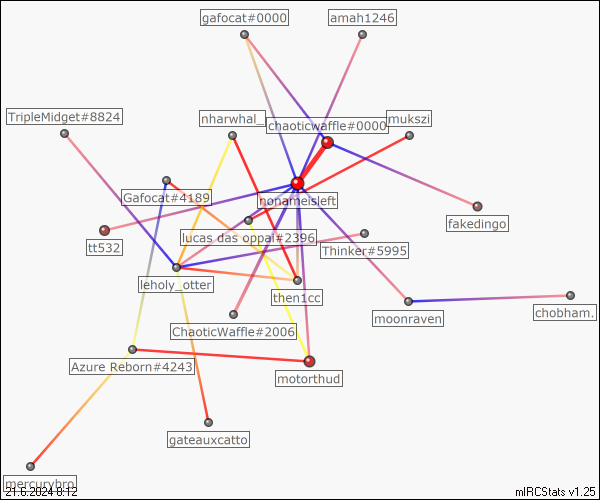 gafocat#0000
amah1246
TripleMidget#8824
nharwhal_
chaoticwaffle#0000
mukszi
Gafocat#4189
nonameisleft
fakedingo
lucas.das oppai#2396
tt532
Thinker#5995
leholy_otter
then1cc
ChaoticWaffle#2006
moonraven
chobham.
Azure Reborn#4243
motorthud
gateauxcatto
mercurybro
21.6.2024 8:12
mIRCStats v1.25